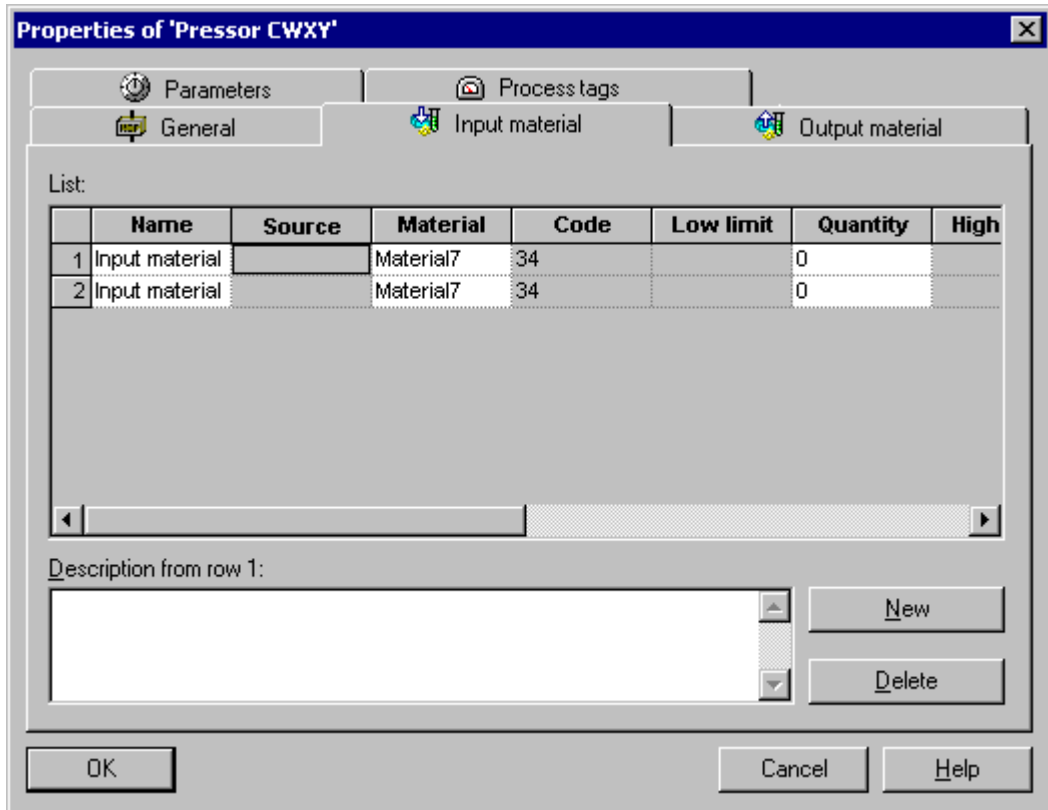 Properties of 'Pressor CWXY'
Parameters Process tags
General Input material Output material
List:
Name Source Material Code Low limit Quantity High
1 Input material Material7 34 0
2 Input material Material7 34 0
Description from row 1:
New
Delete
OK Cancel Help